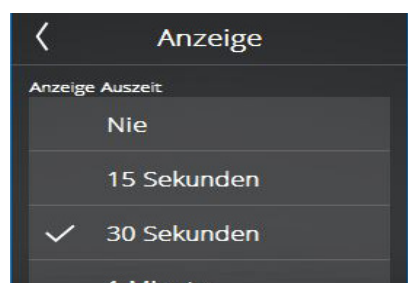 Anzeige
Anzeige Auszeit
Nie
15 Sekunden
30 Sekunden